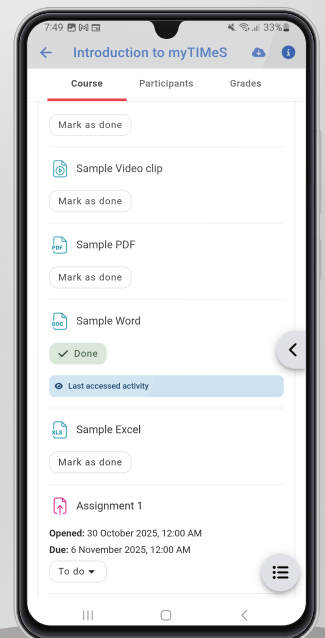 7:49 33%
Introduction to myTIMeS
Course Participants Grades
Mark as done
Sample Video clip
Mark as done
PDF Sample PDF
Mark as done
DOC Sample Word
Done
Last accessed activity
XLS Sample Excel
Mark as done
Assignment 1
Opened: 30 October 2025, 12:00 AM
Due: 6 November 2025, 12:00 AM
To do